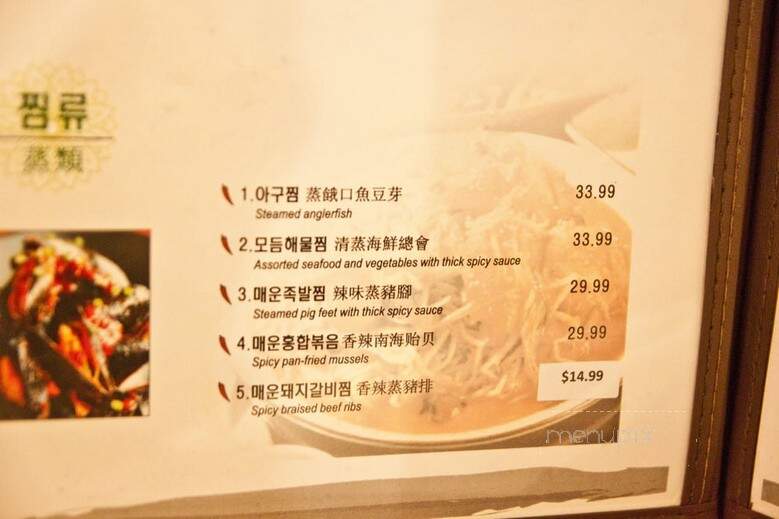 찜류
蒸類
1.아구찜 蒸餓口魚豆芽 33.99
Steamed anglerfish
2.모듬해물찜 清蒸海鮮總會 33.99
Assorted seafood and vegetables with thick spicy sauce
3.매운족발찜 辣味蒸豬腳 29.99
Steamed pig feet with thick spicy sauce
4.매운홍합볶음 香辣南海贻贝 29.99
Spicy pan-fried mussels
5.매운돼지갈비찜 香辣蒸豬排 $14.99
Spicy braised beef ribs